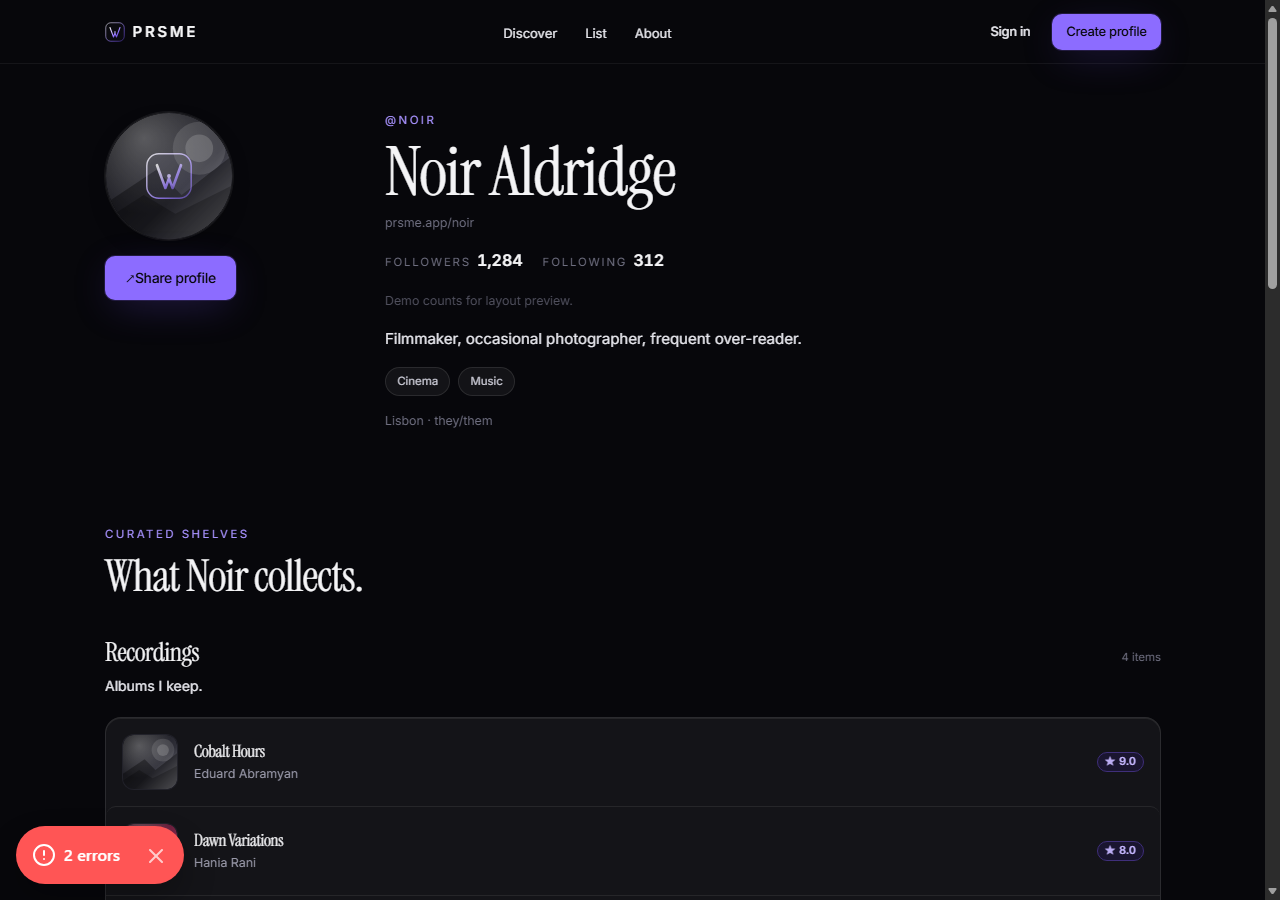 PRSME
Discover
List
About
Sign in
Create profile
@NOIR
Noir Aldridge
prsme.app/noir
FOLLOWERS 1,284 FOLLOWING 312
Demo counts for layout preview.
Filmmaker, occasional photographer, frequent over-reader.
Cinema
Music
Lisbon · they/them
↗Share profile
CURATED SHELVES
What Noir collects.
Recordings
4 items
Albums I keep.
Cobalt Hours
Eduard Abramyan
★ 9.0
Dawn Variations
Hania Rani
★ 8.0
2 errors